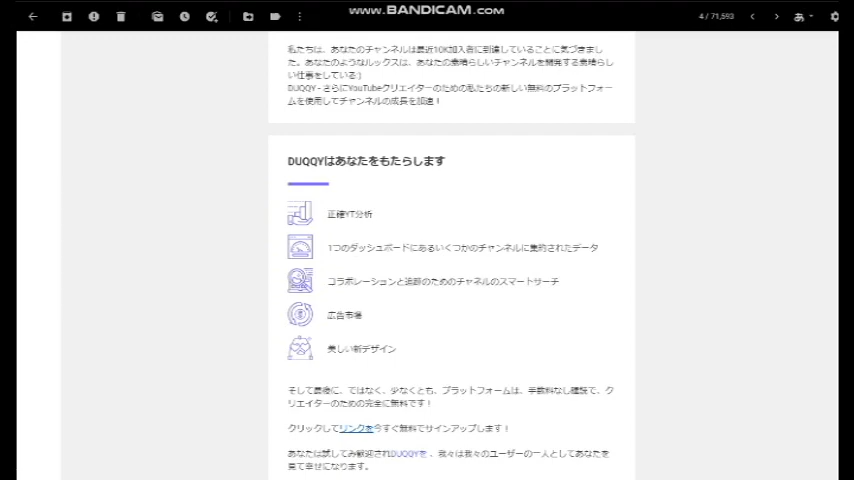 www.BANDICAM.com
4 / 71,593
あ
私たちは、あなたのチャンネルは最近10K加入者に到達していることに気づきまし
た。あなたのようなルックスは、あなたの素晴らしいチャンネルを開発する素晴らし
い仕事をしている:)
DUQQY - さらにYouTubeクリエイターのための私たちの新しい無料のプラットフォー
ムを使用してチャンネルの成長を加速！
DUQQYはあなたをもたらします
正確YT分析
1つのダッシュボードにあるいくつかのチャンネルに集約されたデータ
コラボレーションと追跡のためのチャネルのスマートサーチ
広告市場
美しい新デザイン
そして最後に、ではなく、少なくとも、プラットフォームは、手数料なし種説で、ク
リエイターのための完全に無料です！
クリックしてリンクを今すぐ無料でサインアップします！
あなたは試してみ歓迎されDUQQYを 、我々は我々のユーザーの一人としてあなたを
見て幸せになります。